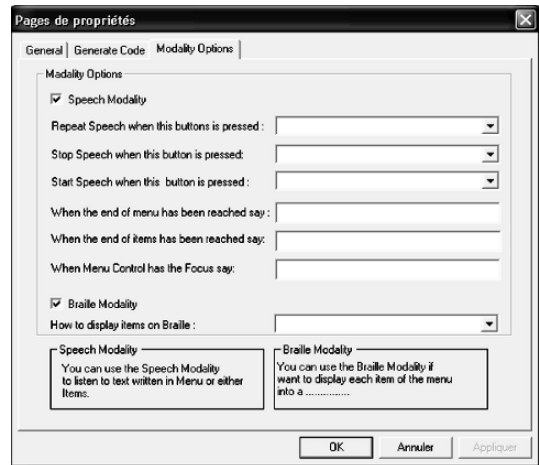 Pages de propriétés
General
Generate Code
Modality Options
Madality Options
Speech Modality
Repeat Speech when this buttons is pressed :
Stop Speech when this button is pressed:
Start Speech when this button is pressed :
When the end of menu has been reached say :
When the end of items has been reached say:
When Menu Control has the Focus say:
Braille Modality
How to display items on Braille :
Speech Modality
You can use the Speech Modality
to listen to text written in Menu or either
Items.
Braille Modality
You can use the Braille Modality if
want to display each item of the menu
into a ...............
OK
Annuler
Appliquer